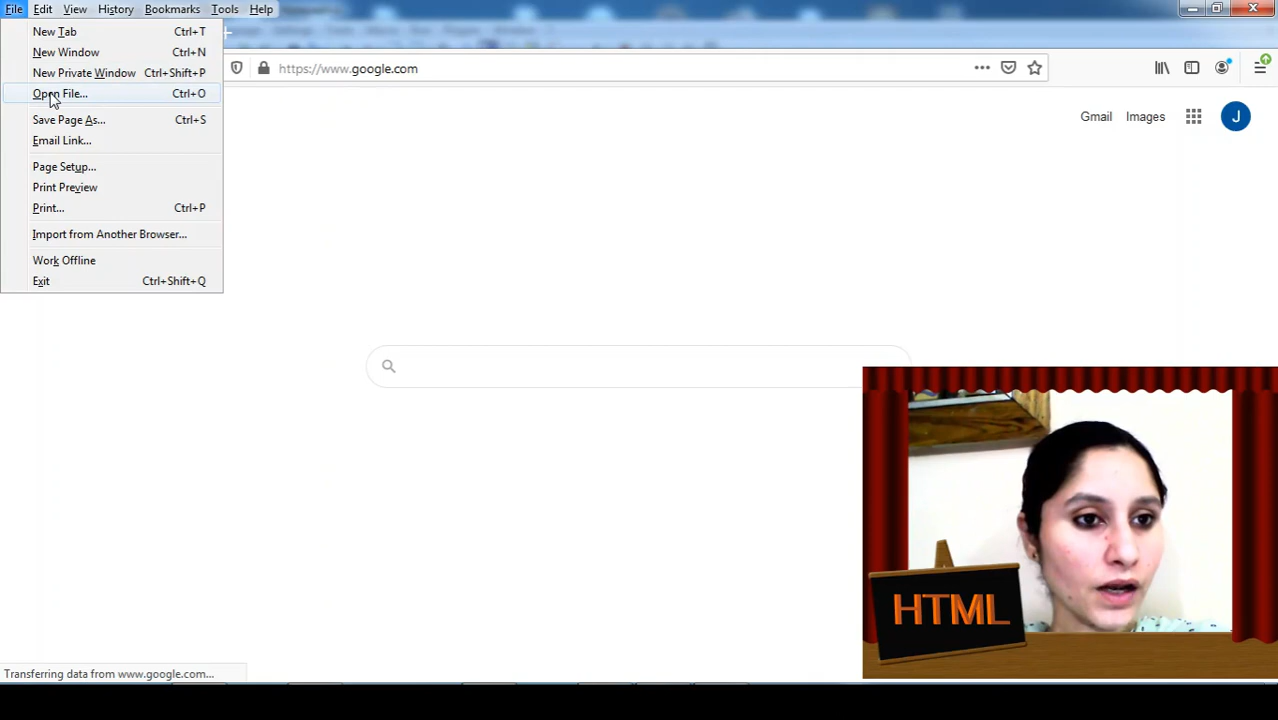 File Edit View History Bookmarks Tools Help
New Tab Ctrl+T
New Window Ctrl+N
New Private Window Ctrl+Shift+P
Open File... Ctrl+O
Save Page As... Ctrl+S
Email Link...
Page Setup...
Print Preview
Print... Ctrl+P
Import from Another Browser...
Work Offline
Exit Ctrl+Shift+Q
https://www.google.com
Gmail Images J
HTML
Transferring data from www.google.com...